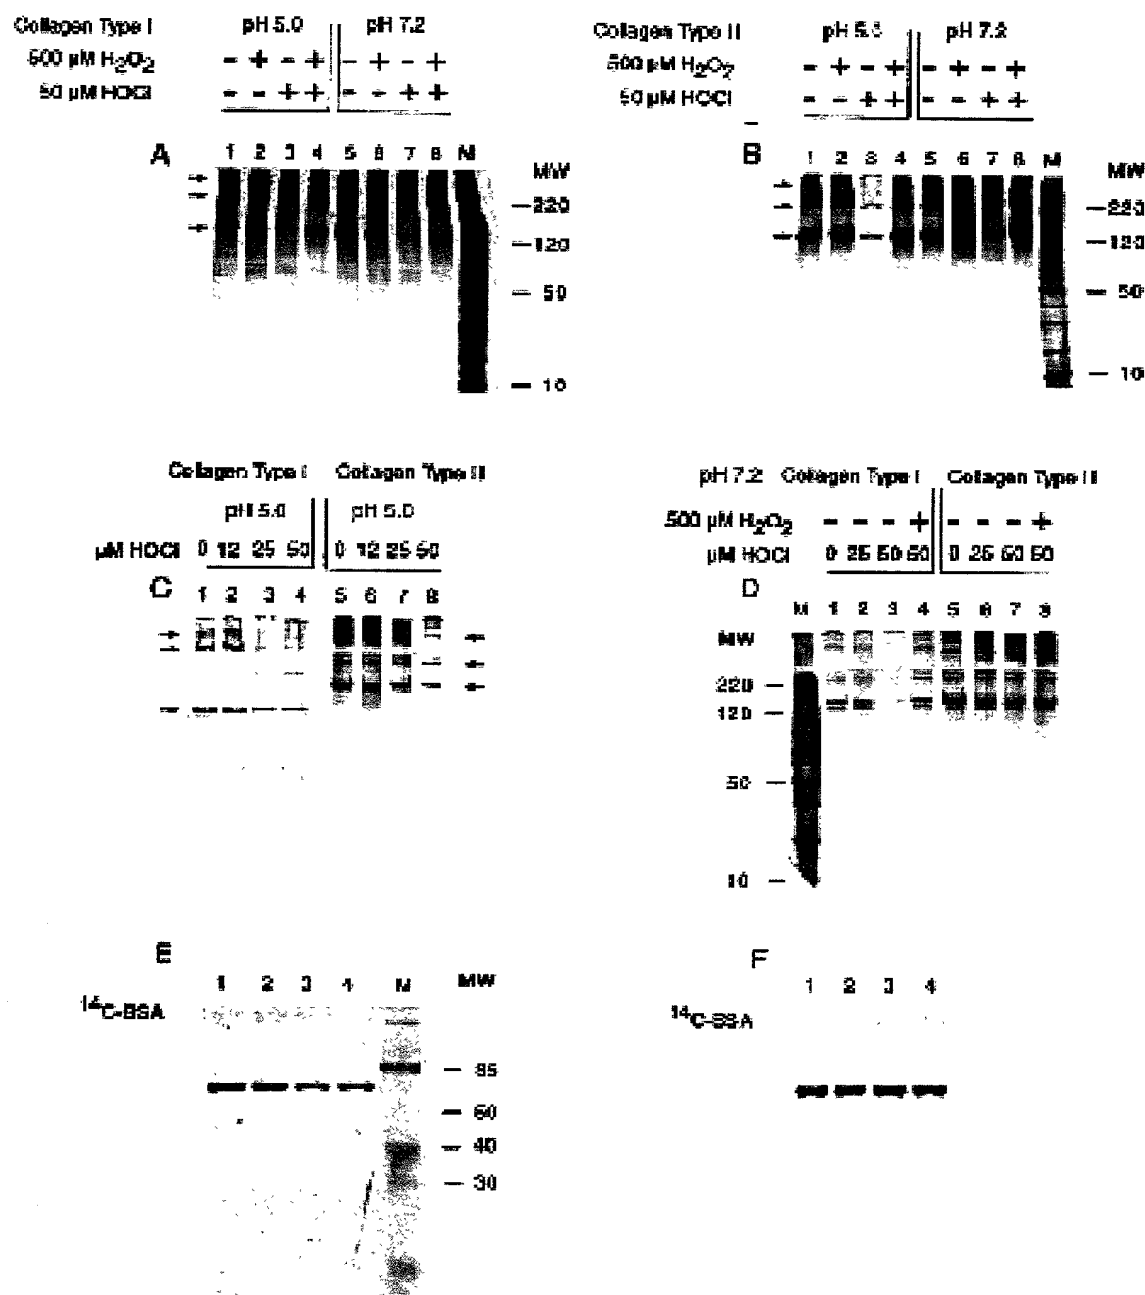 Collagen Type I pH 5.0 pH 7.2
500 µM H2O2 - + - + - + - +
50 µM HOCl - - + + - - + +
A 1 2 3 4 5 6 7 8 M MW
220
120
50
10
Collagen Type II pH 5.0 pH 7.2
500 µM H2O2 - + - + - + - +
50 µM HOCl - - + + - - + +
B 1 2 3 4 5 6 7 8 M MW
220
120
50
10
Collagen Type I Collagen Type II
pH 5.0 pH 5.0
µM HOCl 0 12 25 50 0 12 25 50
C 1 2 3 4 5 6 7 8
pH 7.2 Collagen Type I Collagen Type II
500 µM H2O2 - - - + - - - +
µM HOCl 0 25 50 50 0 25 50 50
D
M 1 2 3 4 5 6 7 8
MW
220
120
50
10
E
1 2 3 4 M MW
14C-BSA
85
60
40
30
F
1 2 3 4
14C-BSA